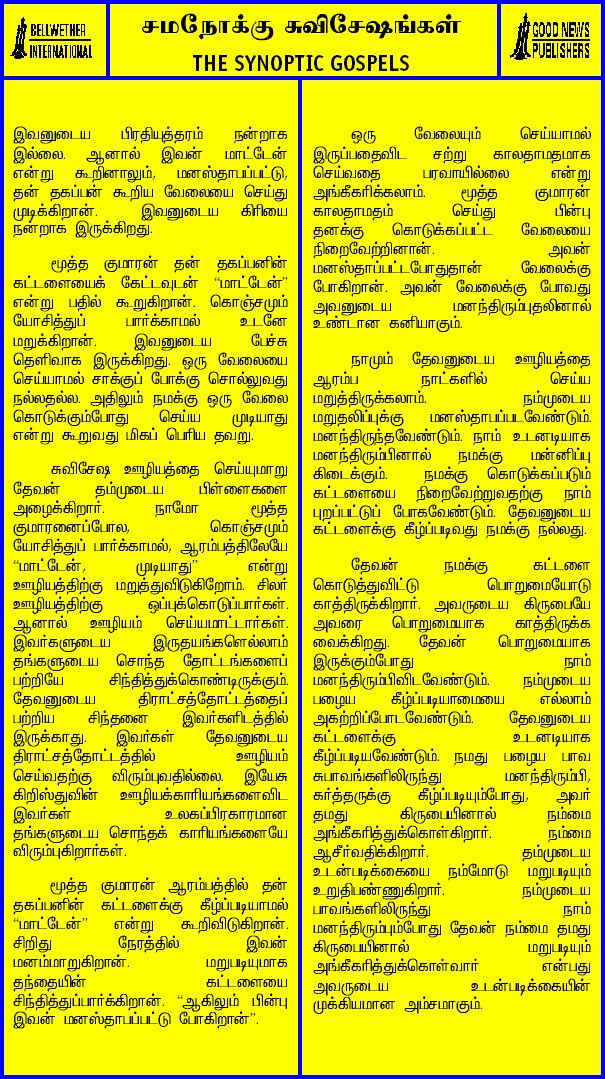 BELLWETHER
INTERNATIONAL
சமநோக்கு சுவிசேஷங்கள்
THE SYNOPTIC GOSPELS
GOOD NEWS
PUBLISHERS
இவனுடைய பிரதியுத்தரம் நன்றாக
இல்லை. ஆனால் இவன் மாட்டேன்
என்று கூறினாலும், மனஸ்தாபப்பட்டு,
தன் தகப்பன் கூறிய வேலையை செய்து
முடிக்கிறான். இவனுடைய கிரியை
நன்றாக இருக்கிறது.
மூத்த குமாரன் தன் தகப்பனின்
கட்டளையைக் கேட்டவுடன் “மாட்டேன்”
என்று பதில் கூறுகிறான். கொஞ்சமும்
யோசித்துப் பார்க்காமல் உடனே
மறுக்கிறான். இவனுடைய பேச்சு
தெளிவாக இருக்கிறது. ஒரு வேலையை
செய்யாமல் சாக்குப் போக்கு சொல்லுவது
நல்லதல்ல. அதிலும் நமக்கு ஒரு வேலை
கொடுக்கும்போது செய்ய முடியாது
என்று கூறுவது மிகப் பெரிய தவறு.
சுவிசேஷ ஊழியத்தை செய்யுமாறு
தேவன் தம்முடைய பிள்ளைகளை
அழைக்கிறார். நாமோ மூத்த
குமாரனைப்போல, கொஞ்சமும்
யோசித்துப் பார்க்காமல், ஆரம்பத்திலேயே
“மாட்டேன், முடியாது” என்று
ஊழியத்திற்கு மறுத்துவிடுகிறோம். சிலர்
ஊழியத்திற்கு ஒப்புக்கொடுப்பார்கள்.
ஆனால் ஊழியம் செய்யமாட்டார்கள்.
இவர்களுடைய இருதயங்களெல்லாம்
தங்களுடைய சொந்த தோட்டங்களைப்
பற்றியே சிந்தித்துக்கொண்டிருக்கும்.
தேவனுடைய திராட்சத்தோட்டத்தைப்
பற்றிய சிந்தனை இவர்களிடத்தில்
இருக்காது. இவர்கள் தேவனுடைய
திராட்சத்தோட்டத்தில் ஊழியம்
செய்வதற்கு விரும்புவதில்லை. இயேசு
கிறிஸ்துவின் ஊழியக்காரியங்களைவிட
இவர்கள் உலகப்பிரகாரமான
தங்களுடைய சொந்தக் காரியங்களையே
விரும்புகிறார்கள்.
மூத்த குமாரன் ஆரம்பத்தில் தன்
தகப்பனின் கட்டளைக்கு கீழ்ப்படியாமல்
“மாட்டேன்” என்று கூறிவிடுகிறான்.
சிறிது நேரத்தில் இவன்
மனம்மாறுகிறான். மறுபடியுமாக
தந்தையின் கட்டளையை
சிந்தித்துப்பார்க்கிறான். “ஆகிலும் பின்பு
இவன் மனஸ்தாபப்பட்டு போகிறான்”.
ஒரு வேலையும் செய்யாமல்
இருப்பதைவிட சற்று காலதாமதமாக
செய்வதை பரவாயில்லை என்று
அங்கீகரிக்கலாம். மூத்த குமாரன்
காலதாமதம் செய்து பின்பு
தனக்கு கொடுக்கப்பட்ட வேலையை
நிறைவேற்றினான். அவன்
மனஸ்தாப்பட்டபோதுதான் வேலைக்கு
போகிறான். அவன் வேலைக்கு போவது
அவனுடைய மனந்திரும்புதலினால்
உண்டான கனியாகும்.
நாமும் தேவனுடைய ஊழியத்தை
ஆரம்ப நாட்களில் செய்ய
மறுத்திருக்கலாம். நம்முடைய
மறுதலிப்புக்கு மனஸ்தாபப்படவேண்டும்.
மனந்திருந்தவேண்டும். நாம் உடனடியாக
மனந்திரும்பினால் நமக்கு மன்னிப்பு
கிடைக்கும். நமக்கு கொடுக்கப்படும்
கட்டளையை நிறைவேற்றுவதற்கு நாம்
புறப்பட்டுப் போகவேண்டும். தேவனுடைய
கட்டளைக்கு கீழ்ப்படிவது நமக்கு நல்லது.
தேவன் நமக்கு கட்டளை
கொடுத்துவிட்டு பொறுமையோடு
காத்திருக்கிறார். அவருடைய கிருபையே
அவரை பொறுமையாக காத்திருக்க
வைக்கிறது. தேவன் பொறுமையாக
இருக்கும்போது நாம்
மனந்திரும்பிவிடவேண்டும். நம்முடைய
பழைய கீழ்ப்படியாமையை எல்லாம்
அகற்றிப்போடவேண்டும். தேவனுடைய
கட்டளைக்கு உடனடியாக
கீழ்ப்படியவேண்டும். நமது பழைய பாவ
சுபாவங்களிலிருந்து மனந்திரும்பி,
கர்த்தருக்கு கீழ்ப்படியும்போது, அவர்
தமது கிருபையினால் நம்மை
அங்கீகரித்துக்கொள்கிறார். நம்மை
ஆசீர்வதிக்கிறார். தம்முடைய
உடன்படிக்கையை நம்மோடு மறுபடியும்
உறுதிபண்ணுகிறார். நம்முடைய
பாவங்களிலிருந்து நாம்
மனந்திரும்பும்போது தேவன் நம்மை தமது
கிருபையினால் மறுபடியும்
அங்கீகரித்துக்கொள்வார் என்பது
அவருடைய உடன்படிக்கையின்
முக்கியமான அம்சமாகும்.